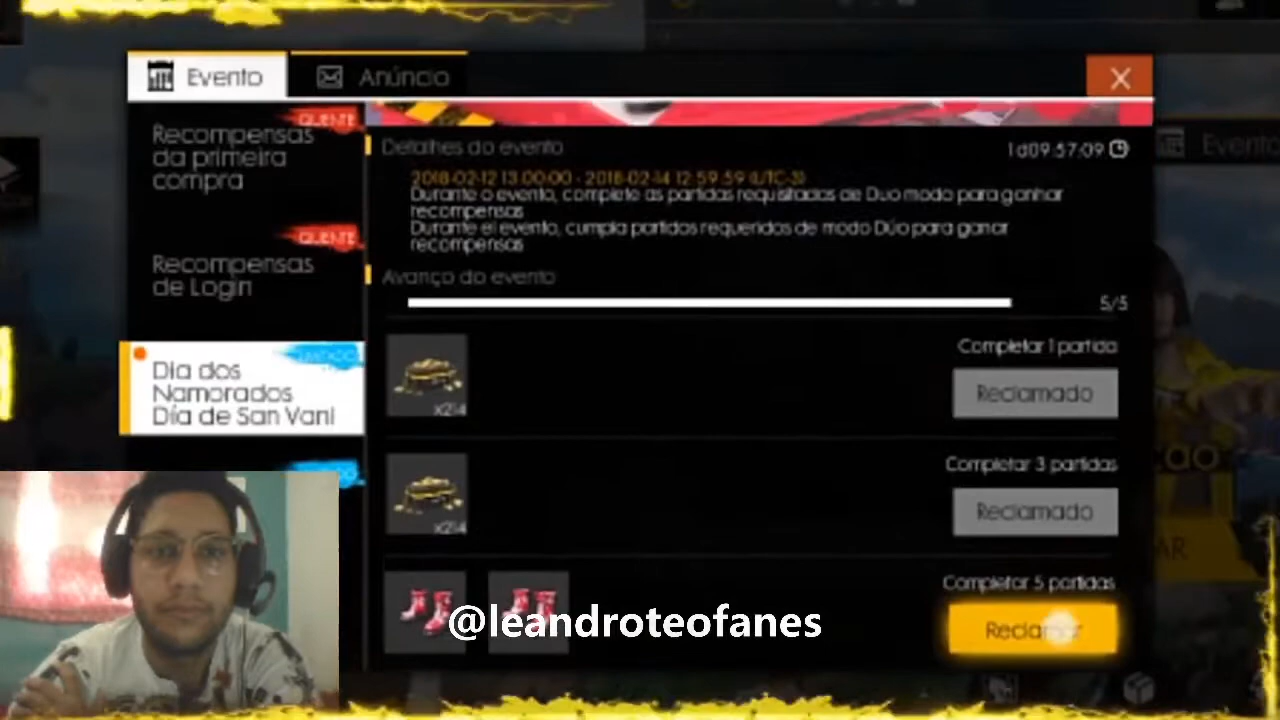 Evento
Anúncio
QUENTE
Recompensas
da primeira
compra
Detalhes do evento
1d09:57:09
2018-02-12 13:00:00 - 2018-02-14 12:59:59 (UTC-3)
Durante o evento, complete as partidas requisitadas de Duo modo para ganhar
recompensas
Durante el evento, cumpla partidos requeridos de modo Dúo para ganar
recompensas
QUENTE
Recompensas
de Login
Avanço do evento
5/5
Dia dos
Namorados
Día de San Vanl
Completar 1 partida
x214
Reclamado
Completar 3 partidas
x214
Reclamado
Completar 5 partidas
Reclamar
@leandroteofanes
Evento